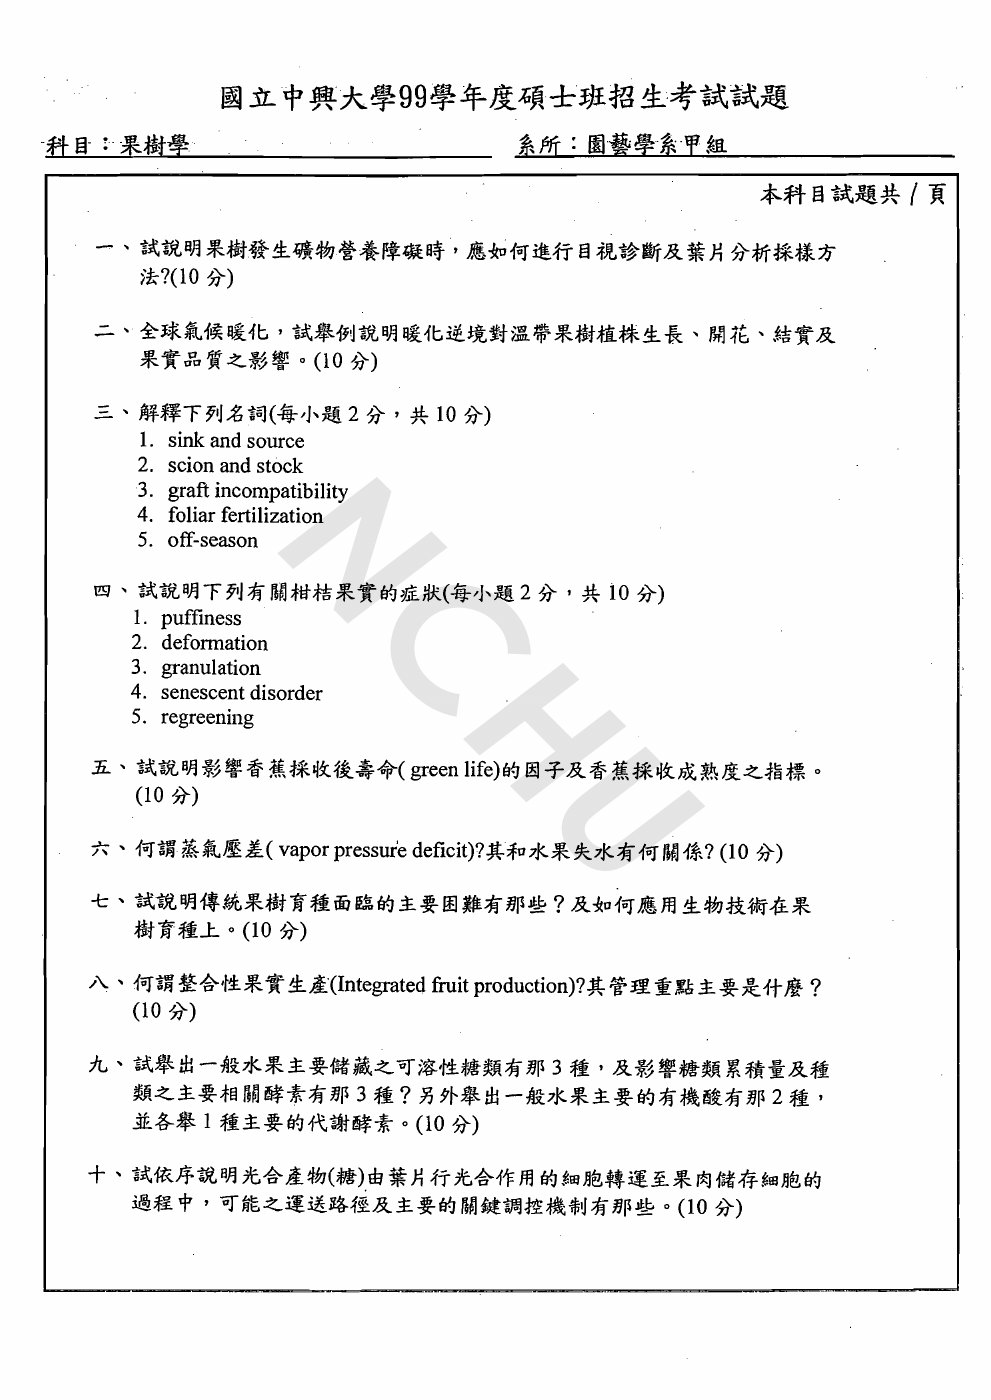 國立中興大學99學年度碩士班招生考試試題
科目：果樹學 系所：園藝學系甲組
本科目試題共 1 頁
一、試說明果樹發生礦物營養障礙時，應如何進行目視診斷及葉片分析採樣方
法?(10 分)
二、全球氣候暖化，試舉例說明暖化逆境對溫帶果樹植株生長、開花、結實及
果實品質之影響。(10 分)
三、解釋下列名詞(每小題 2 分，共 10 分)
1. sink and source
2. scion and stock
3. graft incompatibility
4. foliar fertilization
5. off-season
四、試說明下列有關柑桔果實的症狀(每小題 2 分，共 10 分)
1. puffiness
2. deformation
3. granulation
4. senescent disorder
5. regreening
五、試說明影響香蕉採收後壽命( green life)的因子及香蕉採收成熟度之指標。
(10 分)
六、何謂蒸氣壓差( vapor pressure deficit)?其和水果失水有何關係? (10 分)
七、試說明傳統果樹育種面臨的主要困難有那些？及如何應用生物技術在果
樹育種上。(10 分)
八、何謂整合性果實生產(Integrated fruit production)?其管理重點主要是什麼？
(10 分)
九、試舉出一般水果主要儲藏之可溶性糖類有那 3 種，及影響糖類累積量及種
類之主要相關酵素有那 3 種？另外舉出一般水果主要的有機酸有那 2 種，
並各舉 1 種主要的代謝酵素。(10 分)
十、試依序說明光合產物(糖)由葉片行光合作用的細胞轉運至果肉儲存細胞的
過程中，可能之運送路徑及主要的關鍵調控機制有那些。(10 分)
NCHU